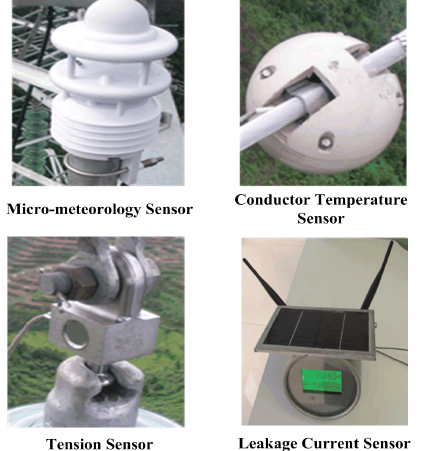 Micro-meteorology Sensor
Conductor Temperature
Sensor
Tension Sensor
Leakage Current Sensor